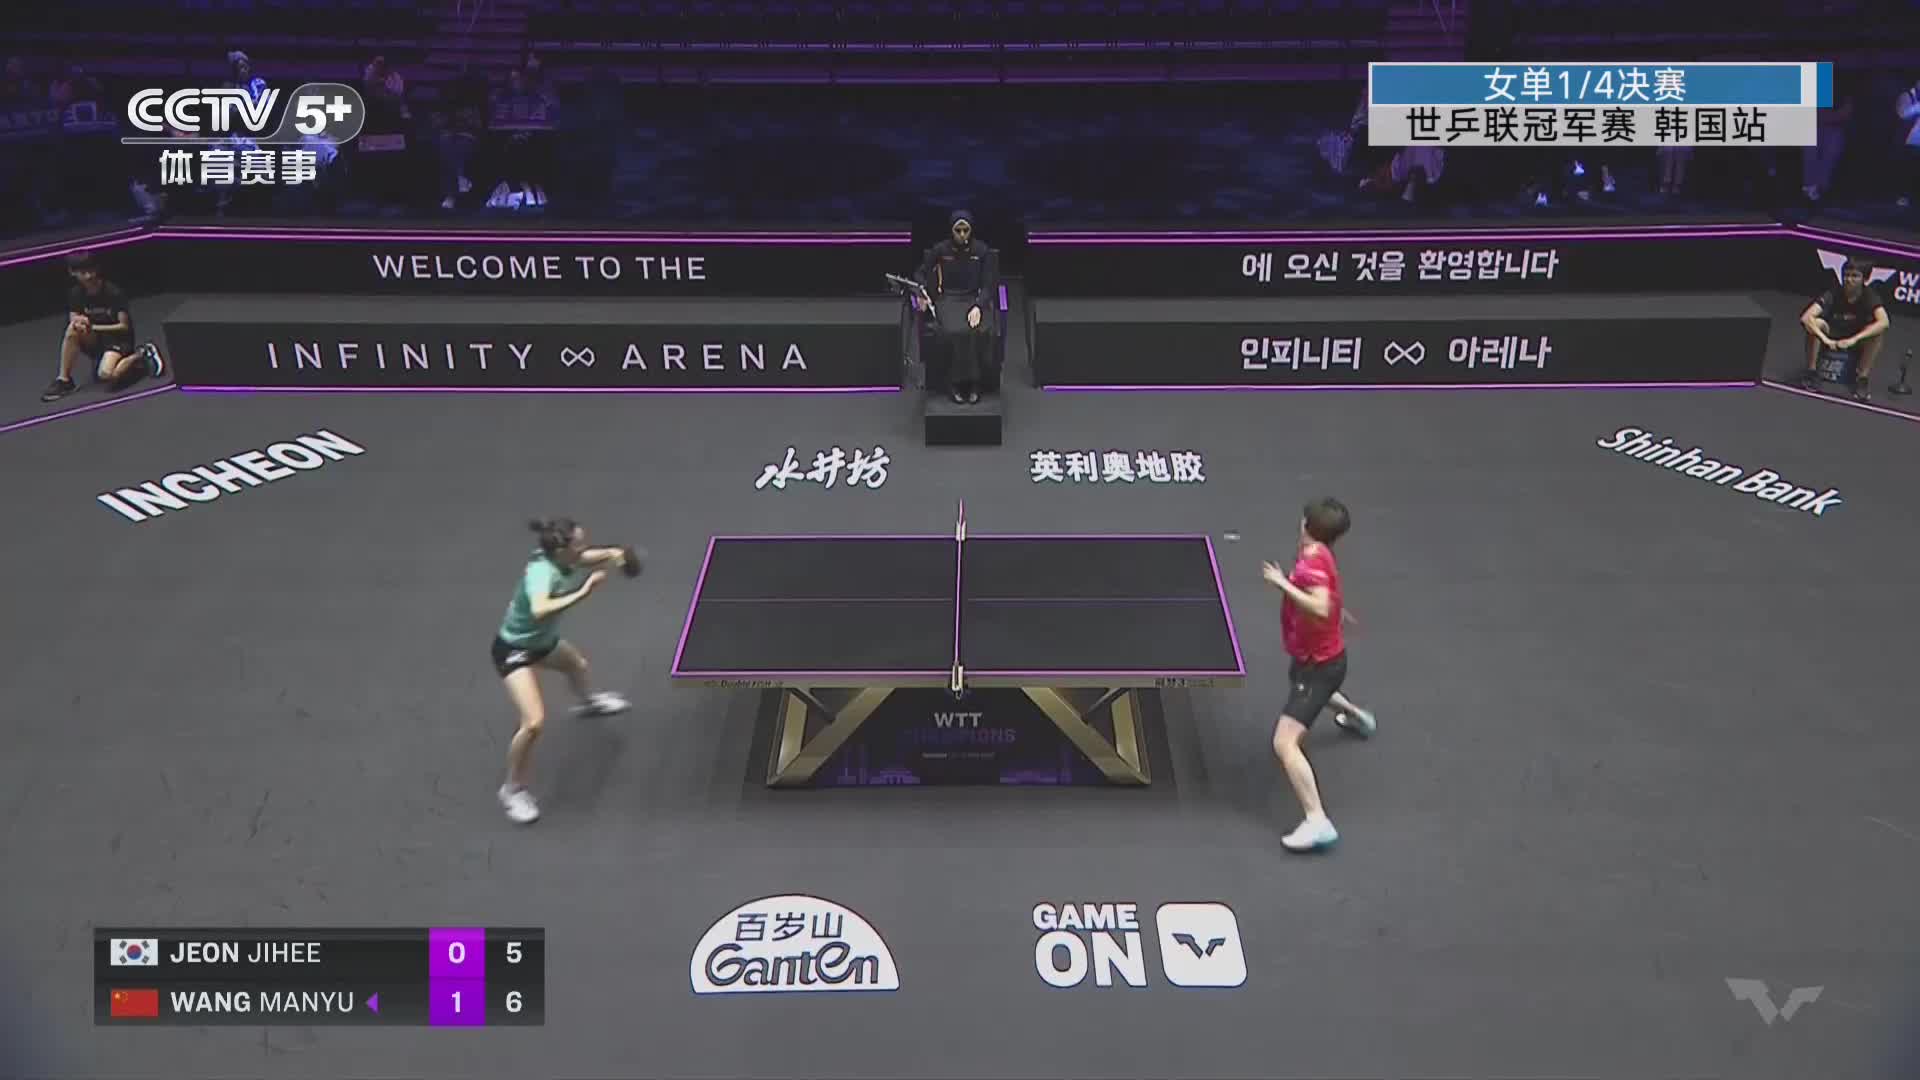 CCTV 5+
体育赛事
女单1/4决赛
世乒联冠军赛 韩国站
WELCOME TO THE
에 오신 것을 환영합니다
INFINITY ∞ ARENA
인피니티 ∞ 아레나
INCHEON
水井坊
英利奥地胶
Shinhan Bank
WTT
CHAMPIONS
百岁山
Ganten
GAME
ON
JEON JIHEE 0 5
WANG MANYU 1 6